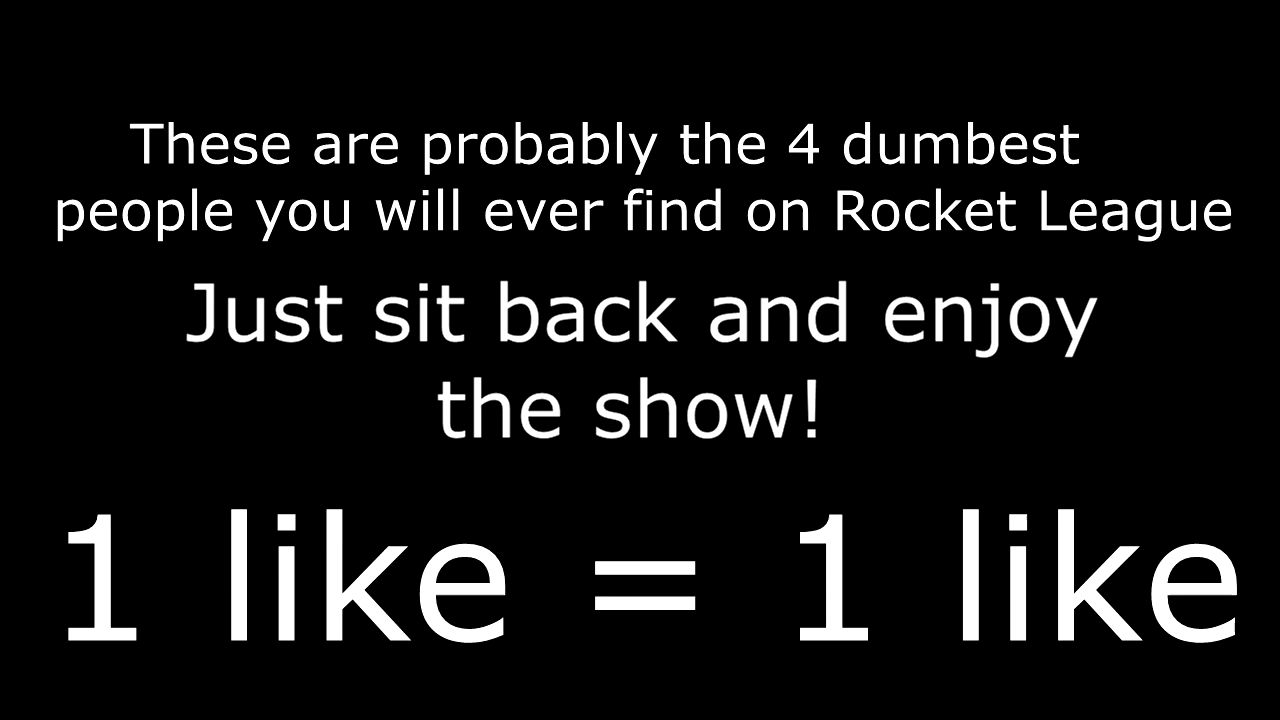 These are probably the 4 dumbest
people you will ever find on Rocket League
Just sit back and enjoy
the show!
1 like = 1 like